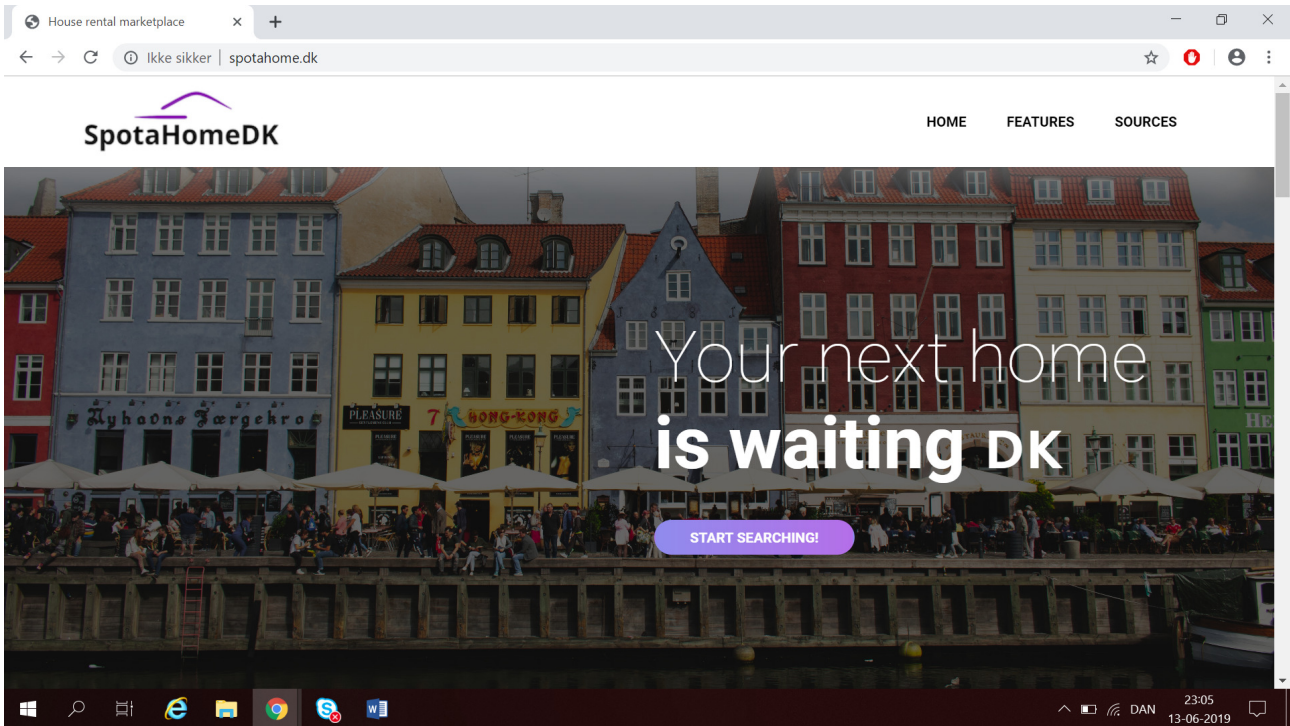 House rental marketplace
Ikke sikker | spotahome.dk
SpotaHomeDK
HOME FEATURES SOURCES
Your next home
is waiting DK
START SEARCHING!
Nyhavns Færgekro
PLEASURE
7 HONG-KONG
HE
DAN
23:05
13-06-2019